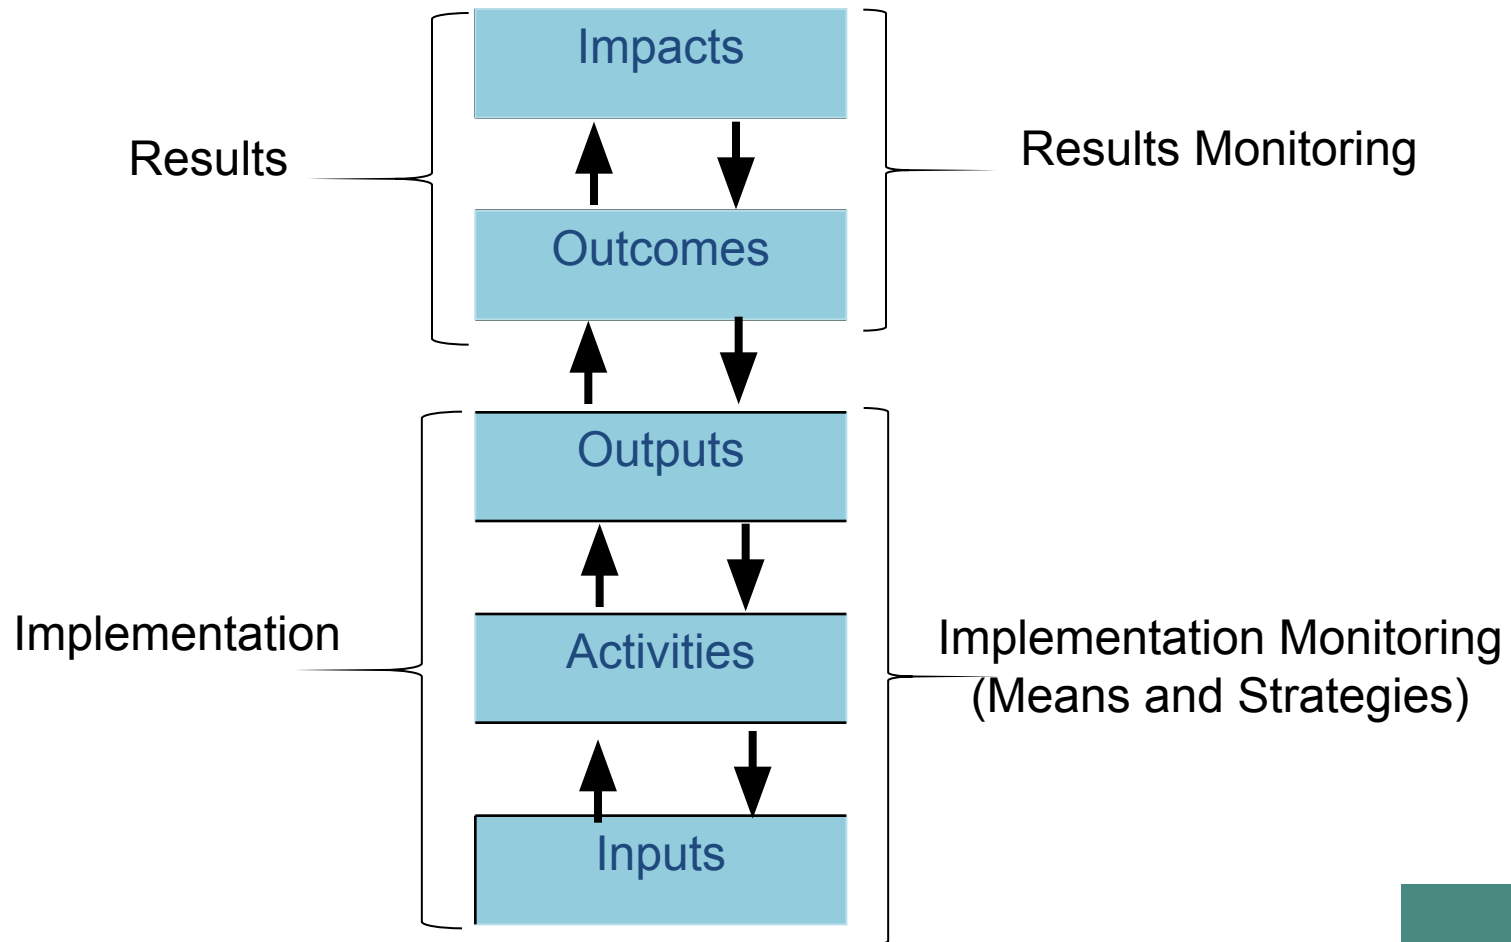 Impacts
Results
Results Monitoring
Outcomes
Outputs
Implementation
Activities
Implementation Monitoring
(Means and Strategies)
Inputs